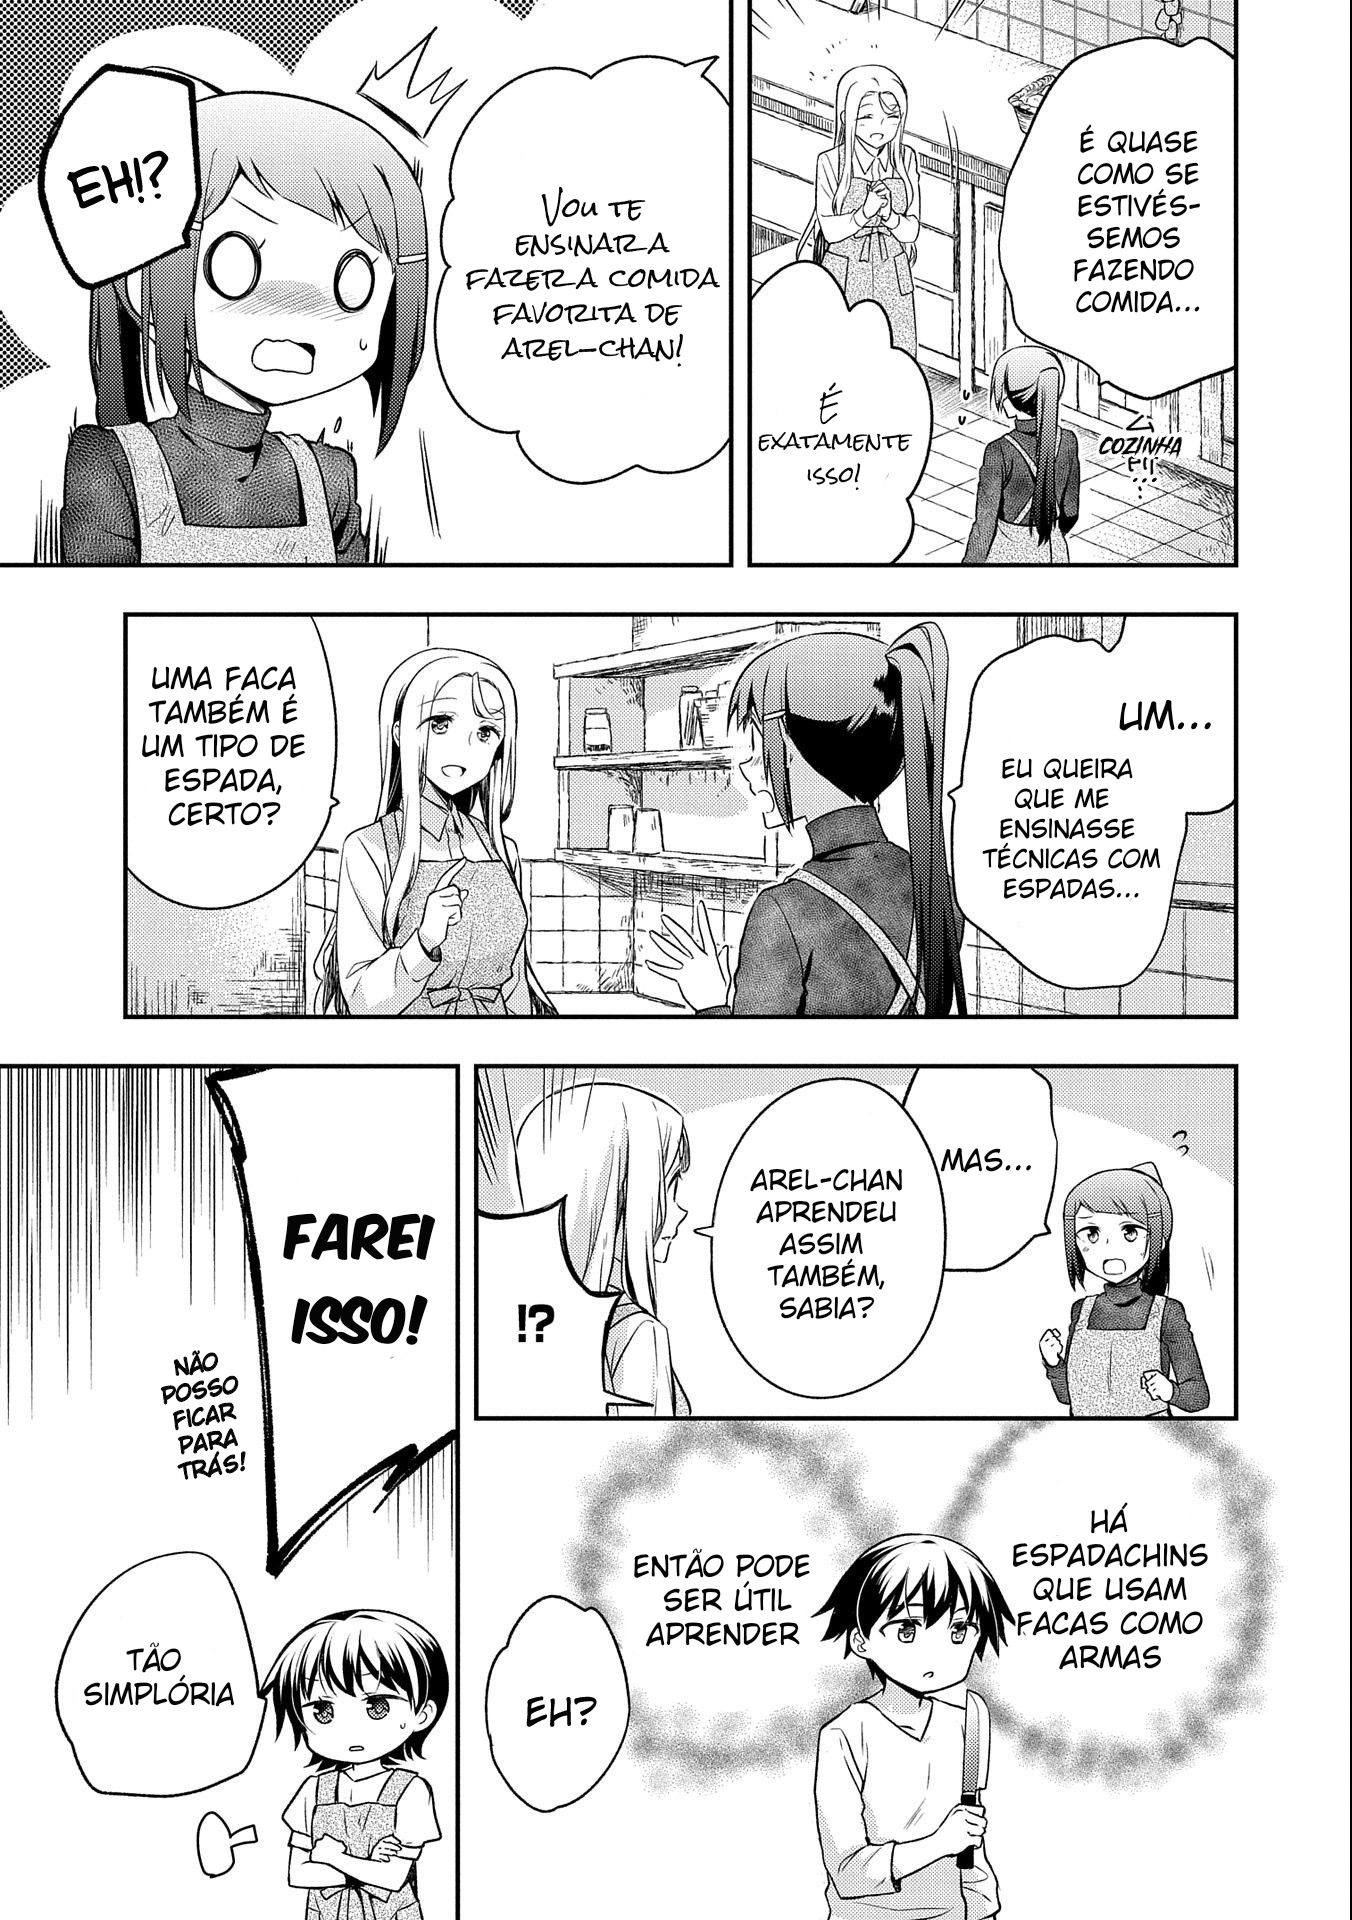 É QUASE
COMO SE
ESTIVÉS-
SEMOS
FAZENDO
COMIDA...
É
EXATAMENTE
ISSO!
COZINHA
VOU TE
ENSINAR A
FAZER A COMIDA
FAVORITA DE
AREL-CHAN!
EH!?
UM...
EU QUEIRA
QUE ME
ENSINASSE
TÉCNICAS COM
ESPADAS...
UMA FACA
TAMBÉM É
UM TIPO DE
ESPADA,
CERTO?
MAS...
AREL-CHAN
APRENDEU
ASSIM
TAMBÉM,
SABIA?
!?
FAREI
ISSO!
NÃO
POSSO
FICAR
PARA
TRÁS!
HÁ
ESPADACHINS
QUE USAM
FACAS COMO
ARMAS
ENTÃO PODE
SER ÚTIL
APRENDER
EH?
TÃO
SIMPLÓRIA